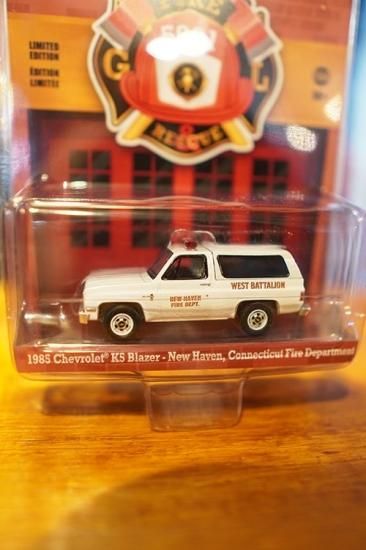 LIMITED
EDITION
ÉDITION
LIMITÉE
FIRE
RESCUE
WEST BATTALION
NEW HAVEN
FIRE DEPT.
1985 Chevrolet® K5 Blazer - New Haven, Connecticut Fire Department